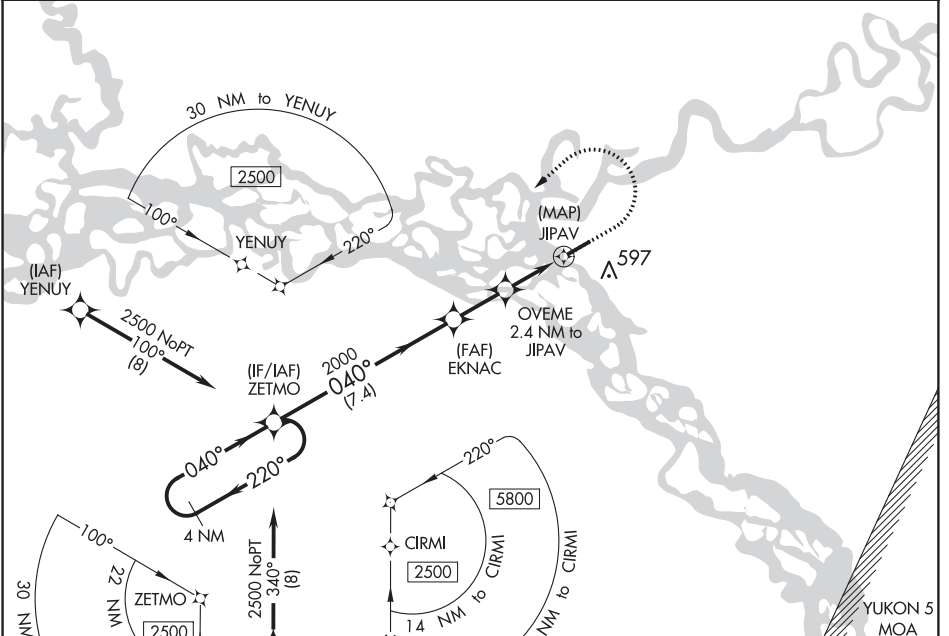 30 NM to YENUY
2500
100°
220°
YENUY
(MAP)
JIPAV
597
(IAF)
YENUY
2500 NoPT
100°
(8)
OVEME
2.4 NM to
JIPAV
(FAF)
EKNAC
(IF/IAF)
ZETMO
2000
040°
(7.4)
040°
220°
4 NM
220°
5800
CIRMI
2500
14 NM to CIRMI
NM to CIRMI
100°
22 NM
30 NM
ZETMO
2500
2500 NoPT
340°
(8)
YUKON 5
MOA